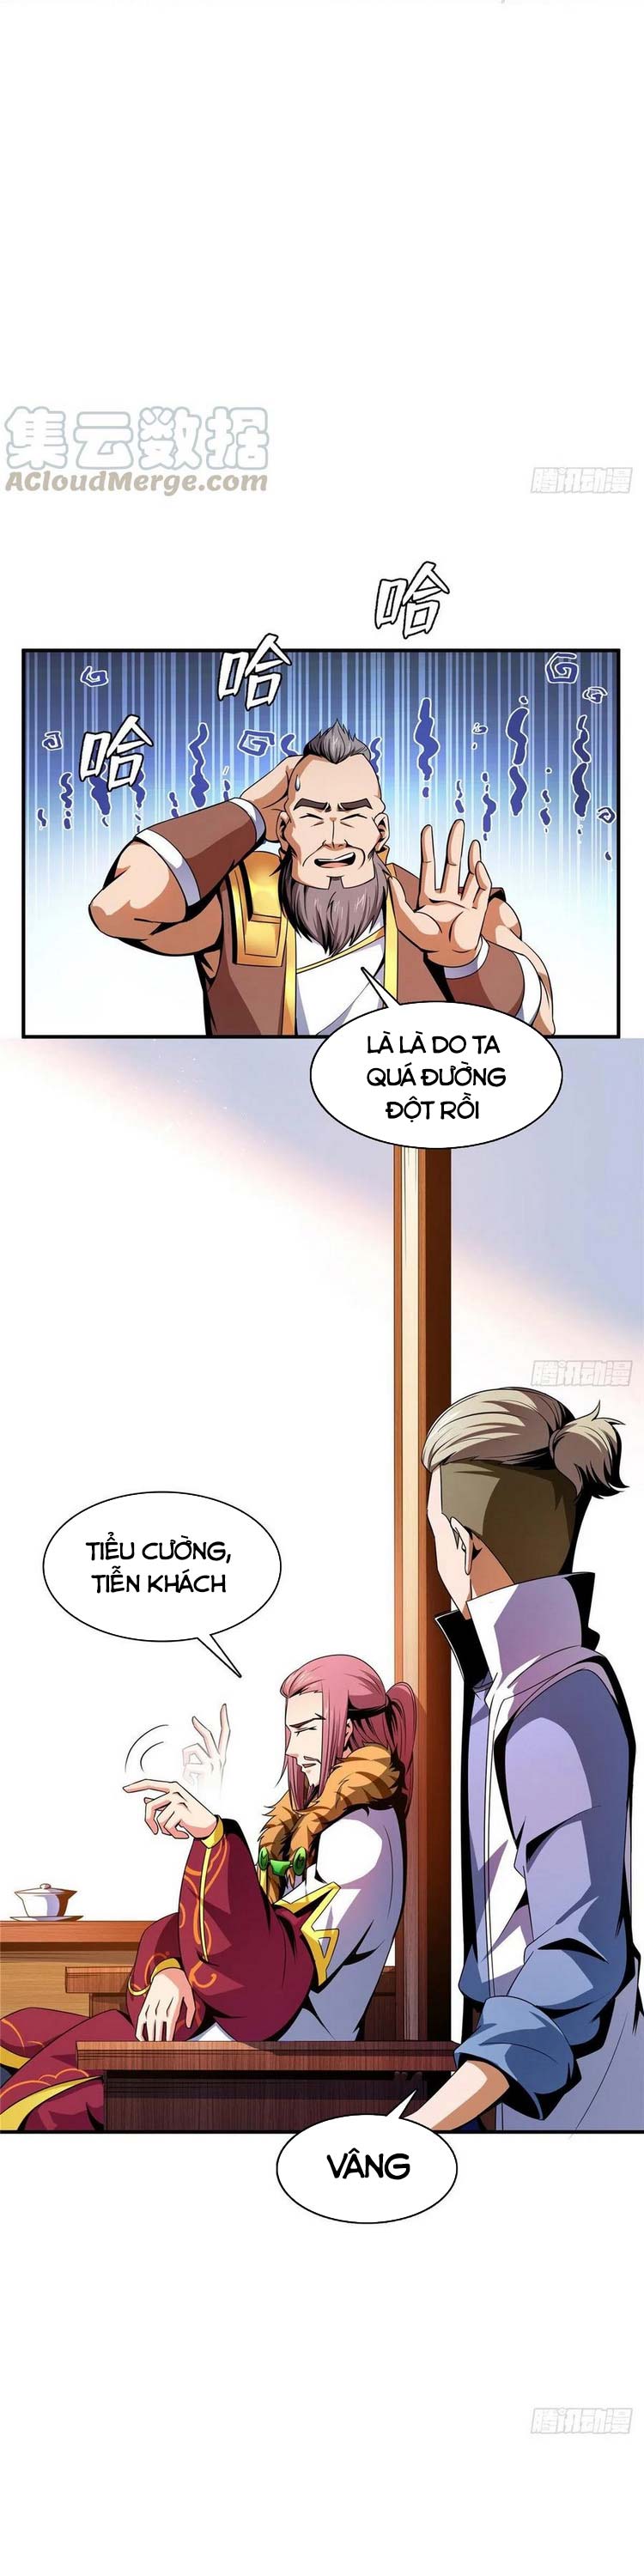 集云数据
ACloudMerge.com
腾讯动漫
哈
哈
哈
LÀ LÀ DO TA
QUÁ ĐƯỜNG
ĐỘT RỒI
腾讯动漫
TIỂU CƯỜNG,
TIỄN KHÁCH
VÂNG
腾讯动漫